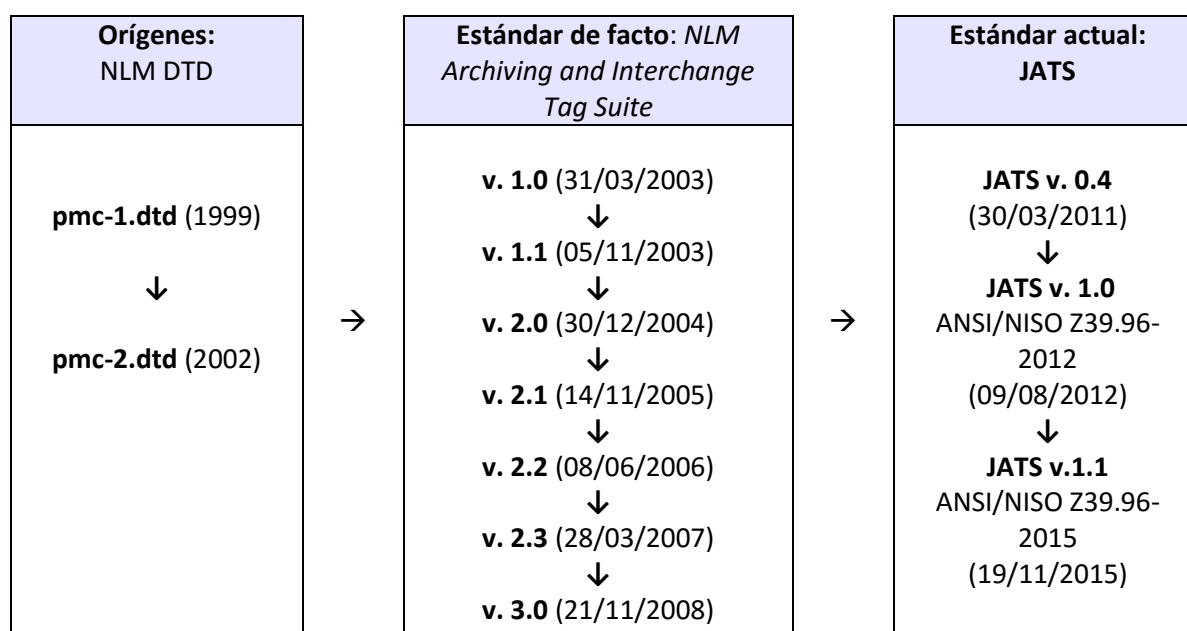 Orígenes:
NLM DTD
pmc-1.dtd (1999)
↓
pmc-2.dtd (2002)
→
Estándar de facto: NLM
Archiving and Interchange
Tag Suite
v. 1.0 (31/03/2003)
↓
v. 1.1 (05/11/2003)
↓
v. 2.0 (30/12/2004)
↓
v. 2.1 (14/11/2005)
↓
v. 2.2 (08/06/2006)
↓
v. 2.3 (28/03/2007)
↓
v. 3.0 (21/11/2008)
→
Estándar actual:
JATS
JATS v. 0.4
(30/03/2011)
↓
JATS v. 1.0
ANSI/NISO Z39.96-
2012
(09/08/2012)
↓
JATS v.1.1
ANSI/NISO Z39.96-
2015
(19/11/2015)